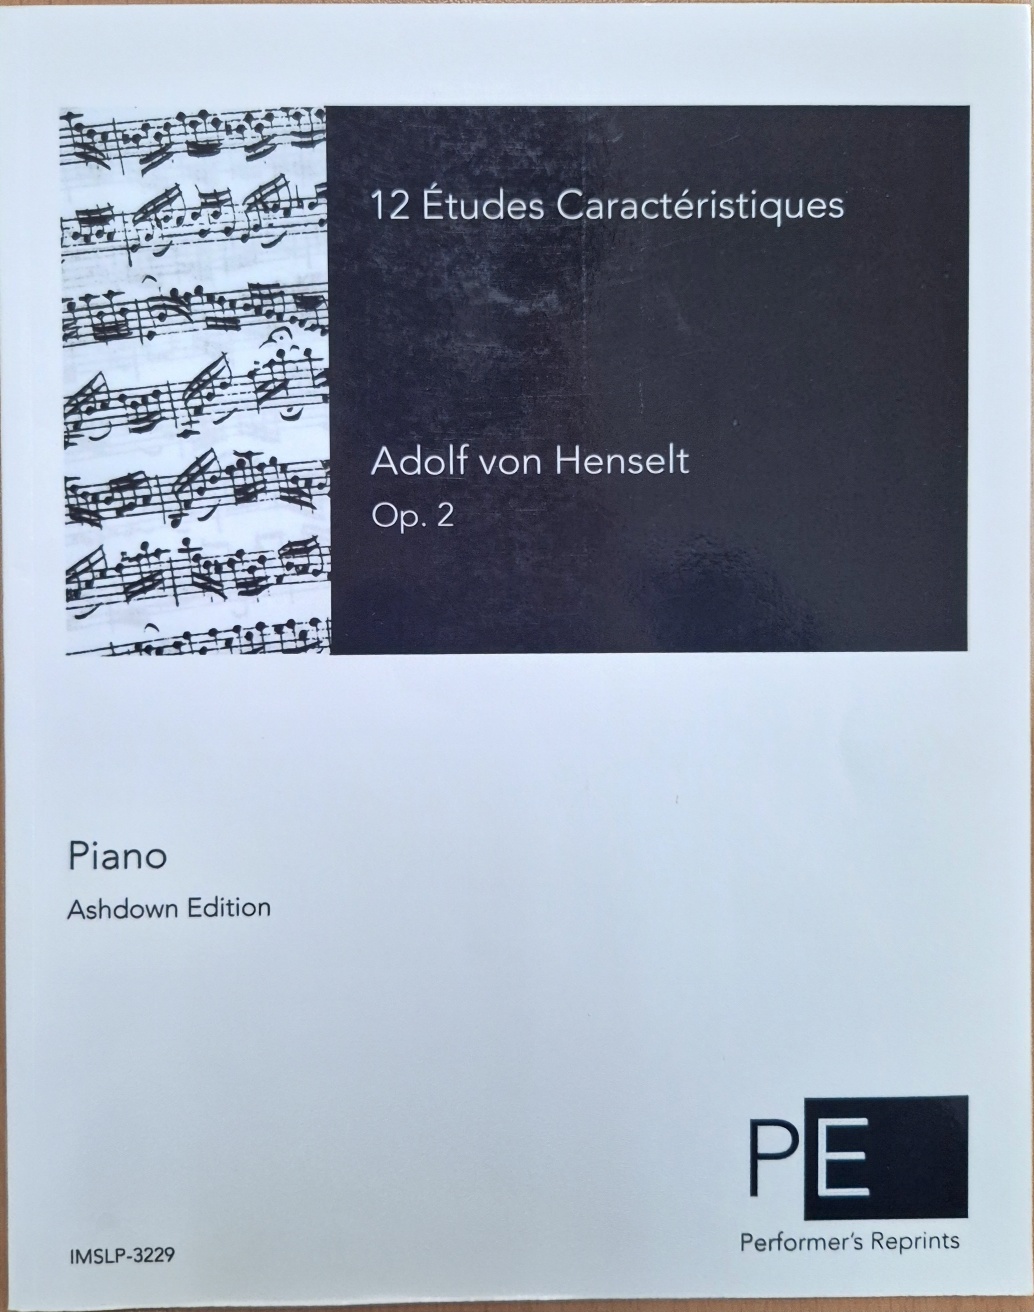 12 Études Caractéristiques
Adolf von Henselt
Op. 2
Piano
Ashdown Edition
PE
Performer's Reprints
IMSLP-3229